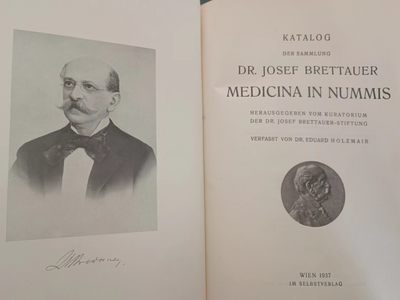 KATALOG
DER SAMMLUNG
DR. JOSEF BRETTAUER
MEDICINA IN NUMMIS
HERAUSGEGEBEN VOM KURATORIUM
DER DR. JOSEF BRETTAUER-STIFTUNG
VERFASST VON DR. EDUARD HOLZMAIR
WIEN 1937
IM SELBSTVERLAG